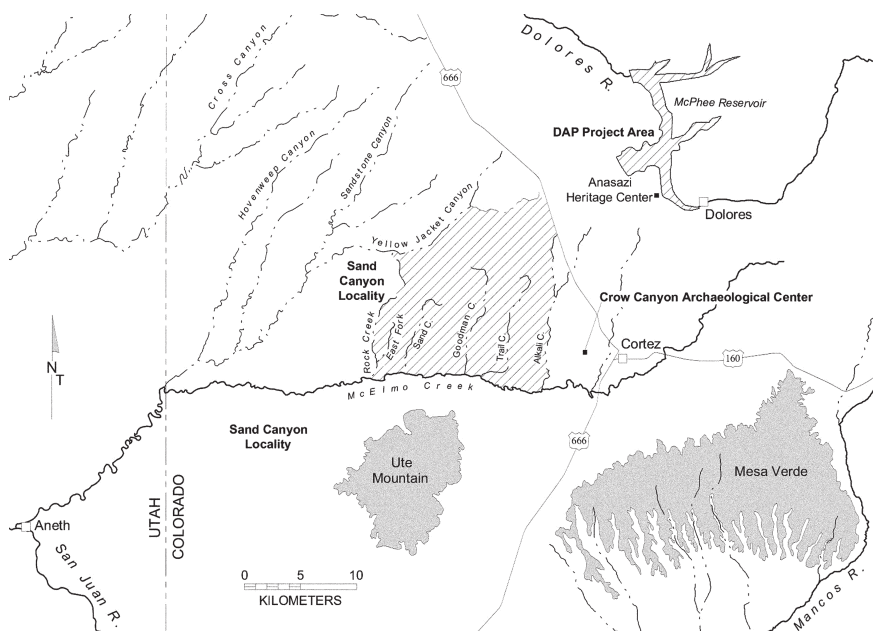 Cross Canyon
666
Dolores R.
McPhee Reservoir
DAP Project Area
Hovenweep Canyon
Sandstone Canyon
Anasazi
Heritage Center
Dolores
Yellow Jacket Canyon
Sand
Canyon
Locality
Crow Canyon Archaeological Center
Rock Creek
East Fork
Sand C.
Goodman C.
Trail C.
Alkali C.
Cortez
160
N
T
McElmo Creek
Sand Canyon
Locality
666
Ute
Mountain
Mesa Verde
Aneth
UTAH
COLORADO
San Juan R.
0 5 10
KILOMETERS
Mancos R.